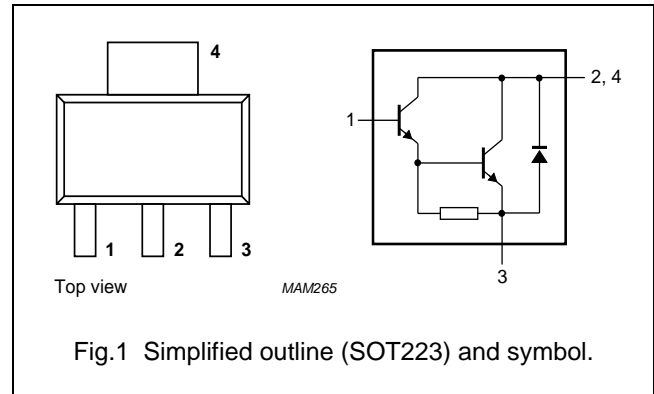 4
2, 4
1
1
2
3
3
Top view
MAM265
Fig.1 Simplified outline (SOT223) and symbol.